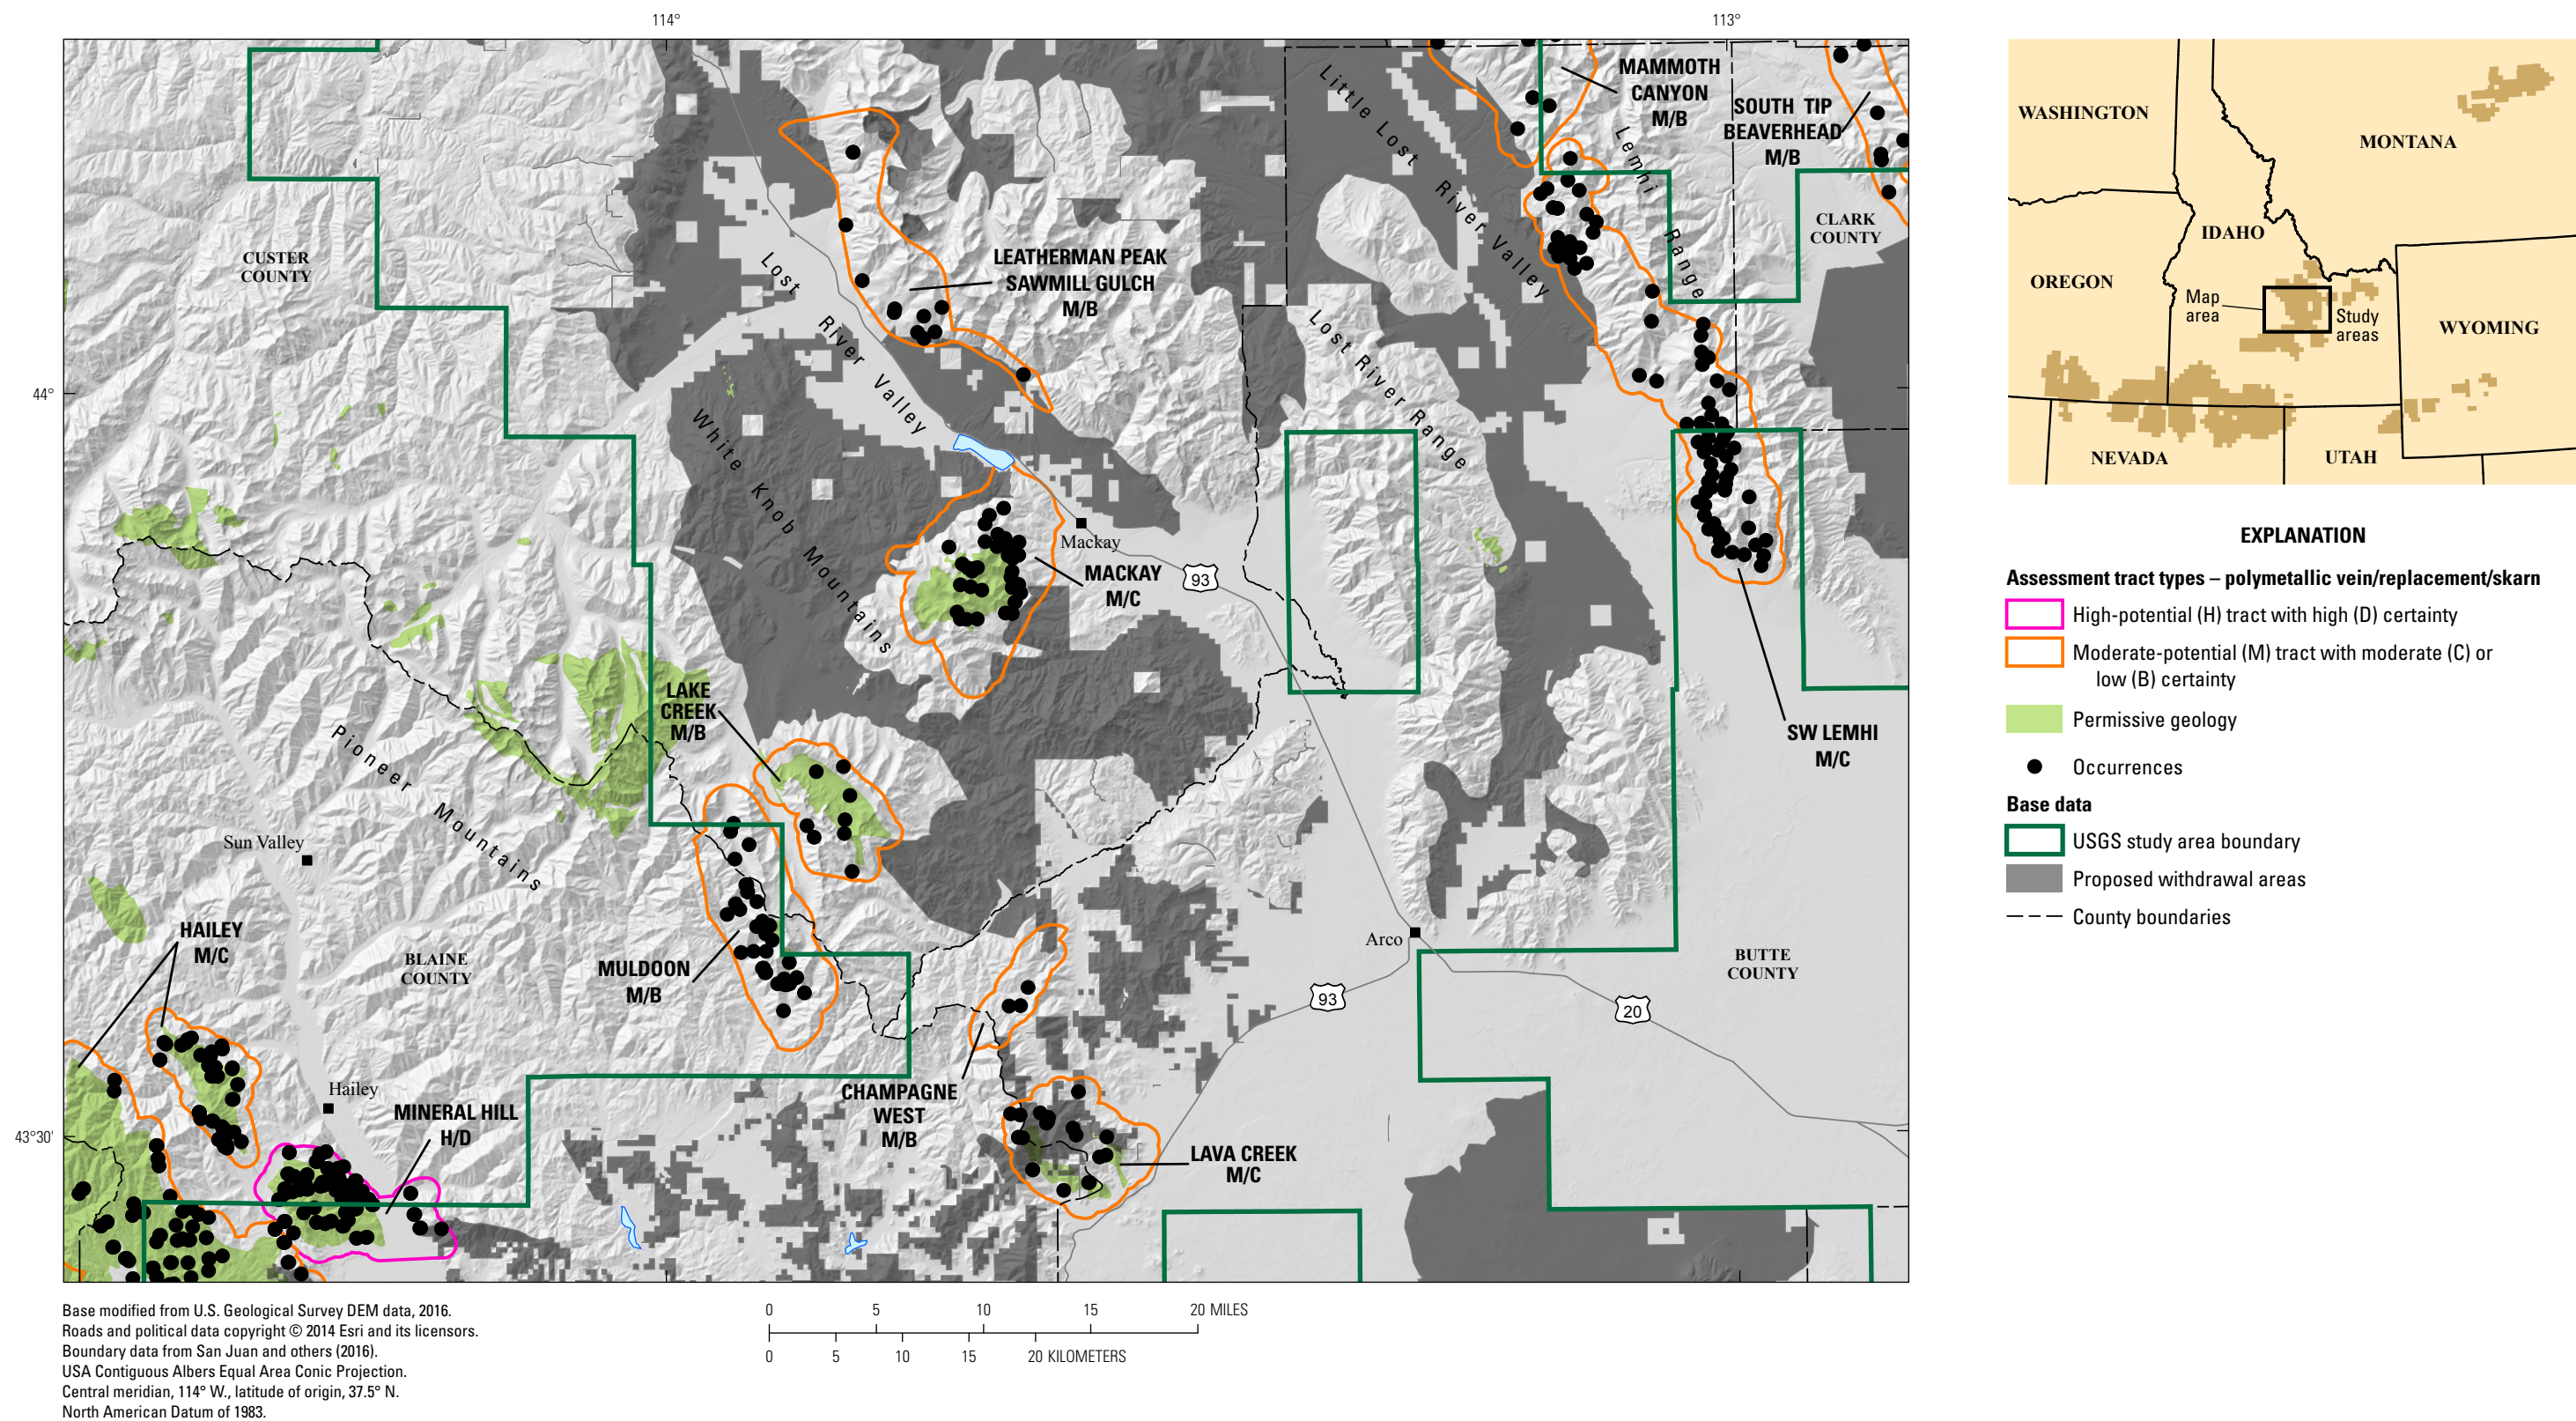 114°
113°
44°
43°30'
MAMMOTH
CANYON
M/B
SOUTH TIP
BEAVERHEAD
M/B
Little Lost
River Valley
Lemhi
Range
CLARK
COUNTY
CUSTER
COUNTY
LEATHERMAN PEAK
SAWMILL GULCH
M/B
Lost
River
Valley
Lost River Range
White Knob Mountains
Mackay
MACKAY
M/C
93
SW LEMHI
M/C
LAKE
CREEK
M/B
Pioneer Mountains
Sun Valley
HAILEY
M/C
BLAINE
COUNTY
MULDOON
M/B
Arco
BUTTE
COUNTY
93
20
Hailey
MINERAL HILL
H/D
CHAMPAGNE
WEST
M/B
LAVA CREEK
M/C
WASHINGTON
MONTANA
IDAHO
OREGON
Map
area
Study
areas
WYOMING
NEVADA
UTAH
EXPLANATION
Assessment tract types – polymetallic vein/replacement/skarn
High-potential (H) tract with high (D) certainty
Moderate-potential (M) tract with moderate (C) or
low (B) certainty
Permissive geology
Occurrences
Base data
USGS study area boundary
Proposed withdrawal areas
County boundaries
Base modified from U.S. Geological Survey DEM data, 2016.
Roads and political data copyright © 2014 Esri and its licensors.
Boundary data from San Juan and others (2016).
USA Contiguous Albers Equal Area Conic Projection.
Central meridian, 114° W., latitude of origin, 37.5° N.
North American Datum of 1983.
0 5 10 15 20 MILES
0 5 10 15 20 KILOMETERS